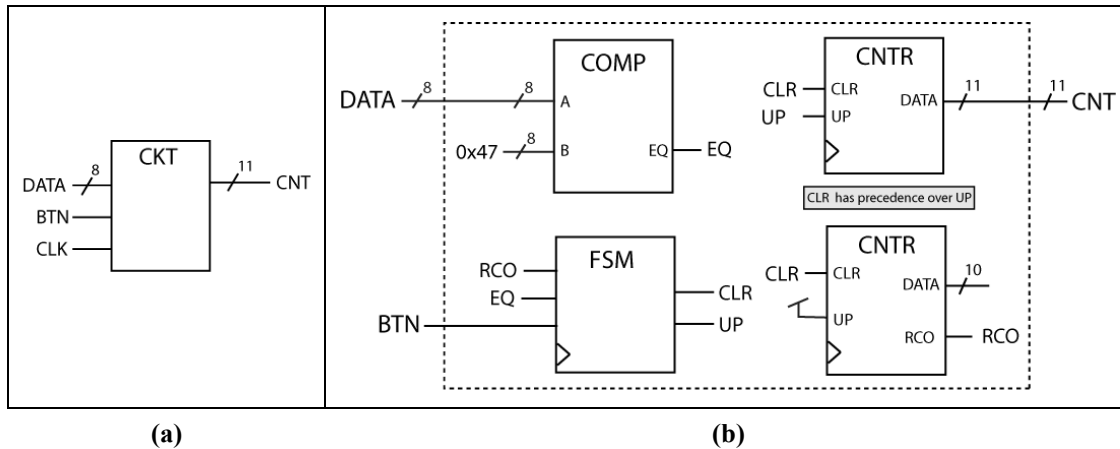 CKT
DATA
8
11
CNT
BTN
CLK
(a)
COMP
DATA
8
8
A
0x47
8
B
EQ
EQ
CNTR
CLR
CLR
DATA
11
11
CNT
UP
UP
CLR has precedence over UP
FSM
RCO
EQ
CLR
BTN
UP
CNTR
CLR
CLR
DATA
10
UP
RCO
RCO
(b)